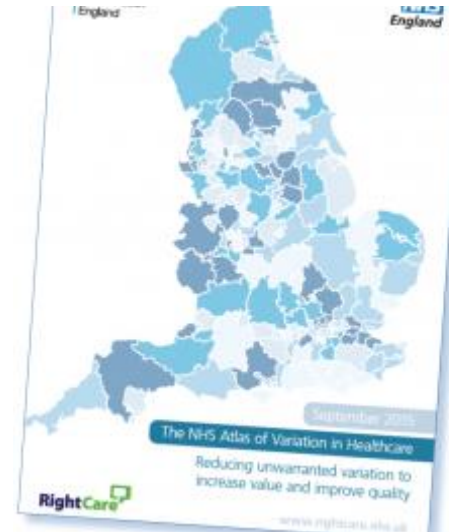 England
NHS
England
September 2015
The NHS Atlas of Variation in Healthcare
Reducing unwarranted variation to
increase value and improve quality
RightCare
www.rightcare.nhs.uk